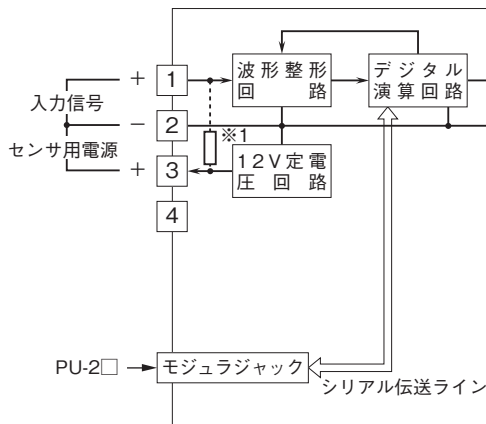 波形整形
回路
デジタル
演算回路
+ 1
入力信号
− 2
センサ用電源
※1
+ 3
12V定電
圧回路
4
PU-2□
モジュラジャック
シリアル伝送ライン